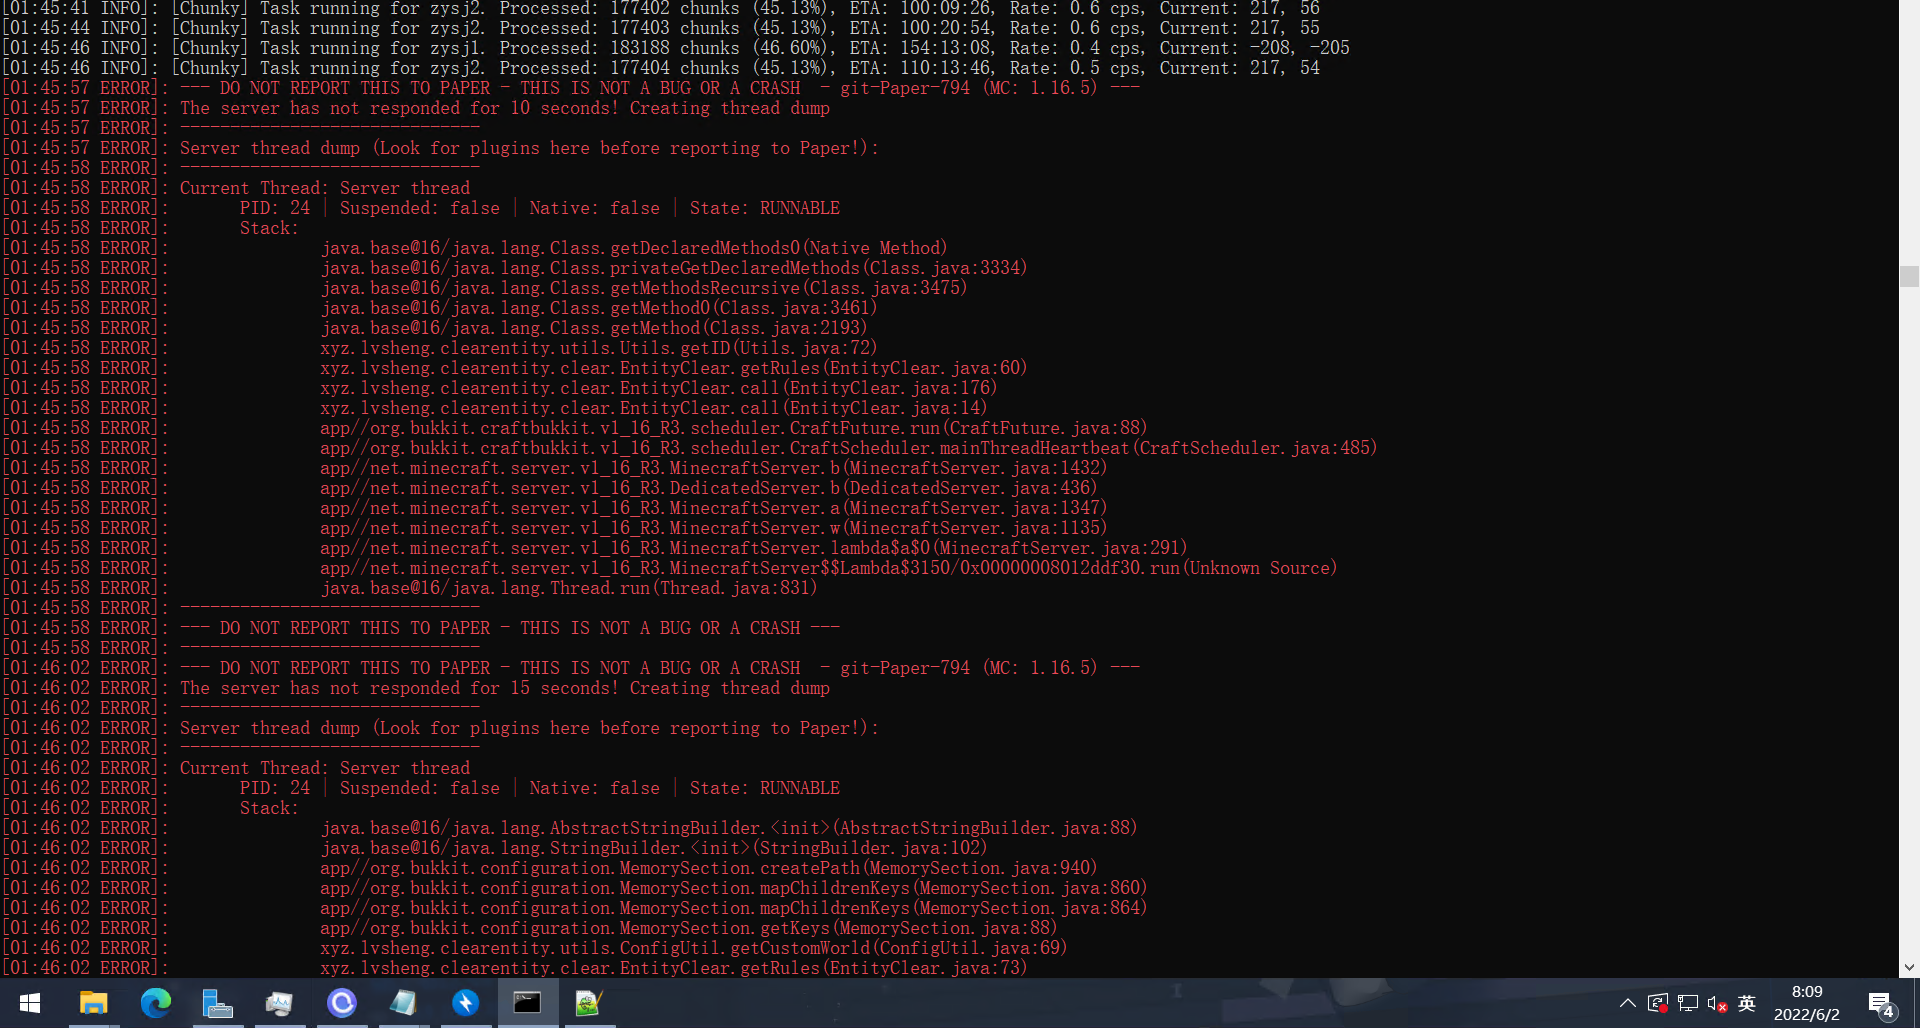 [01:45:41 INFO]: [Chunky] Task running for zysj2. Processed: 177402 chunks (45.13%), ETA: 100:09:26, Rate: 0.6 cps, Current: 217, 56
[01:45:44 INFO]: [Chunky] Task running for zysj2. Processed: 177403 chunks (45.13%), ETA: 100:20:54, Rate: 0.6 cps, Current: 217, 55
[01:45:46 INFO]: [Chunky] Task running for zysj1. Processed: 183188 chunks (46.60%), ETA: 154:13:08, Rate: 0.4 cps, Current: -208, -205
[01:45:46 INFO]: [Chunky] Task running for zysj2. Processed: 177404 chunks (45.13%), ETA: 110:13:46, Rate: 0.5 cps, Current: 217, 54
[01:45:57 ERROR]: --- DO NOT REPORT THIS TO PAPER - THIS IS NOT A BUG OR A CRASH  - git-Paper-794 (MC: 1.16.5) ---
[01:45:57 ERROR]: The server has not responded for 10 seconds! Creating thread dump
[01:45:57 ERROR]: ------------------------------
[01:45:57 ERROR]: Server thread dump (Look for plugins here before reporting to Paper!):
[01:45:58 ERROR]: ------------------------------
[01:45:58 ERROR]: Current Thread: Server thread
[01:45:58 ERROR]: PID: 24 | Suspended: false | Native: false | State: RUNNABLE
[01:45:58 ERROR]: Stack:
[01:45:58 ERROR]: java.base@16/java.lang.Class.getDeclaredMethods0(Native Method)
[01:45:58 ERROR]: java.base@16/java.lang.Class.privateGetDeclaredMethods(Class.java:3334)
[01:45:58 ERROR]: java.base@16/java.lang.Class.getMethodsRecursive(Class.java:3475)
[01:45:58 ERROR]: java.base@16/java.lang.Class.getMethod0(Class.java:3461)
[01:45:58 ERROR]: java.base@16/java.lang.Class.getMethod(Class.java:2193)
[01:45:58 ERROR]: xyz.lvsheng.clearentity.utils.Utils.getID(Utils.java:72)
[01:45:58 ERROR]: xyz.lvsheng.clearentity.clear.EntityClear.getRules(EntityClear.java:60)
[01:45:58 ERROR]: xyz.lvsheng.clearentity.clear.EntityClear.call(EntityClear.java:176)
[01:45:58 ERROR]: xyz.lvsheng.clearentity.clear.EntityClear.call(EntityClear.java:14)
[01:45:58 ERROR]: app//org.bukkit.craftbukkit.v1_16_R3.scheduler.CraftFuture.run(CraftFuture.java:88)
[01:45:58 ERROR]: app//org.bukkit.craftbukkit.v1_16_R3.scheduler.CraftScheduler.mainThreadHeartbeat(CraftScheduler.java:485)
[01:45:58 ERROR]: app//net.minecraft.server.v1_16_R3.MinecraftServer.b(MinecraftServer.java:1432)
[01:45:58 ERROR]: app//net.minecraft.server.v1_16_R3.DedicatedServer.b(DedicatedServer.java:436)
[01:45:58 ERROR]: app//net.minecraft.server.v1_16_R3.MinecraftServer.a(MinecraftServer.java:1347)
[01:45:58 ERROR]: app//net.minecraft.server.v1_16_R3.MinecraftServer.w(MinecraftServer.java:1135)
[01:45:58 ERROR]: app//net.minecraft.server.v1_16_R3.MinecraftServer.lambda$a$0(MinecraftServer.java:291)
[01:45:58 ERROR]: app//net.minecraft.server.v1_16_R3.MinecraftServer$$Lambda$3150/0x00000008012ddf30.run(Unknown Source)
[01:45:58 ERROR]: java.base@16/java.lang.Thread.run(Thread.java:831)
[01:45:58 ERROR]: ------------------------------
[01:45:58 ERROR]: --- DO NOT REPORT THIS TO PAPER - THIS IS NOT A BUG OR A CRASH ---
[01:45:58 ERROR]: ------------------------------
[01:46:02 ERROR]: --- DO NOT REPORT THIS TO PAPER - THIS IS NOT A BUG OR A CRASH  - git-Paper-794 (MC: 1.16.5) ---
[01:46:02 ERROR]: The server has not responded for 15 seconds! Creating thread dump
[01:46:02 ERROR]: ------------------------------
[01:46:02 ERROR]: Server thread dump (Look for plugins here before reporting to Paper!):
[01:46:02 ERROR]: ------------------------------
[01:46:02 ERROR]: Current Thread: Server thread
[01:46:02 ERROR]: PID: 24 | Suspended: false | Native: false | State: RUNNABLE
[01:46:02 ERROR]: Stack:
[01:46:02 ERROR]: java.base@16/java.lang.AbstractStringBuilder.<init>(AbstractStringBuilder.java:88)
[01:46:02 ERROR]: java.base@16/java.lang.StringBuilder.<init>(StringBuilder.java:102)
[01:46:02 ERROR]: app//org.bukkit.configuration.MemorySection.createPath(MemorySection.java:940)
[01:46:02 ERROR]: app//org.bukkit.configuration.MemorySection.mapChildrenKeys(MemorySection.java:860)
[01:46:02 ERROR]: app//org.bukkit.configuration.MemorySection.mapChildrenKeys(MemorySection.java:864)
[01:46:02 ERROR]: app//org.bukkit.configuration.MemorySection.getKeys(MemorySection.java:88)
[01:46:02 ERROR]: xyz.lvsheng.clearentity.utils.ConfigUtil.getCustomWorld(ConfigUtil.java:69)
[01:46:02 ERROR]: xyz.lvsheng.clearentity.clear.EntityClear.getRules(EntityClear.java:73)
英
8:09
2022/6/2
4